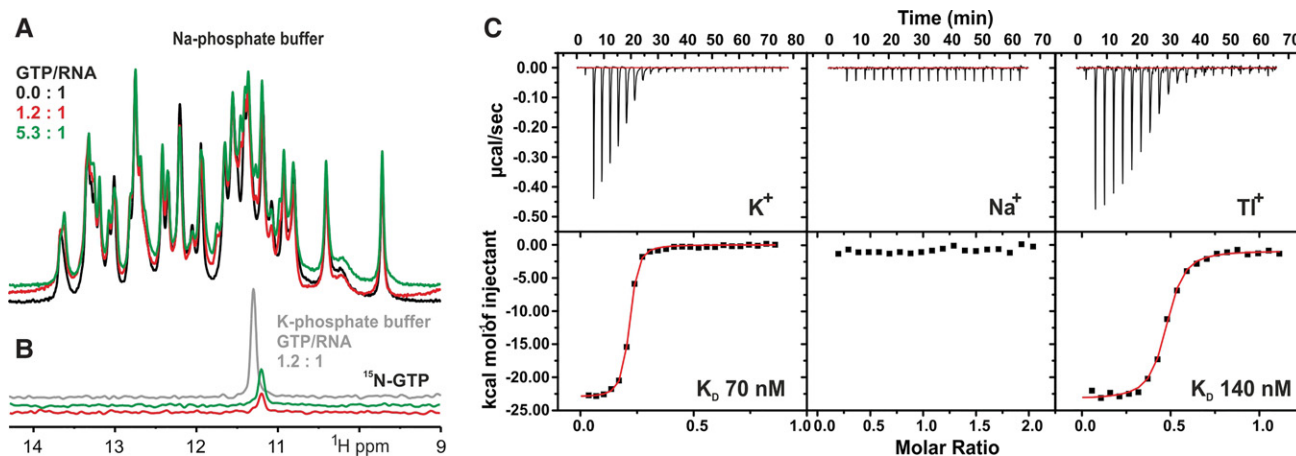 A
Na-phosphate buffer
GTP/RNA
0.0 : 1
1.2 : 1
5.3 : 1
K-phosphate buffer
GTP/RNA
1.2 : 1
B
¹⁵N-GTP
14 13 12 11 9
¹H ppm
C
Time (min)
0 10 20 30 40 50 60 70 80
0 10 20 30 40 50 60 70
0 10 20 30 40 50 60 70
µcal/sec
0.00
-0.10
-0.20
-0.30
-0.40
-0.50
K⁺
Na⁺
Tl⁺
kcal mol⁻¹ of injectant
0.00
-5.00
-10.00
-15.00
-20.00
-25.00
K_D 70 nM
K_D 140 nM
0.0 0.5 1.0
0.0 0.5 1.0 1.5 2.0
0.0 0.5 1.0
Molar Ratio